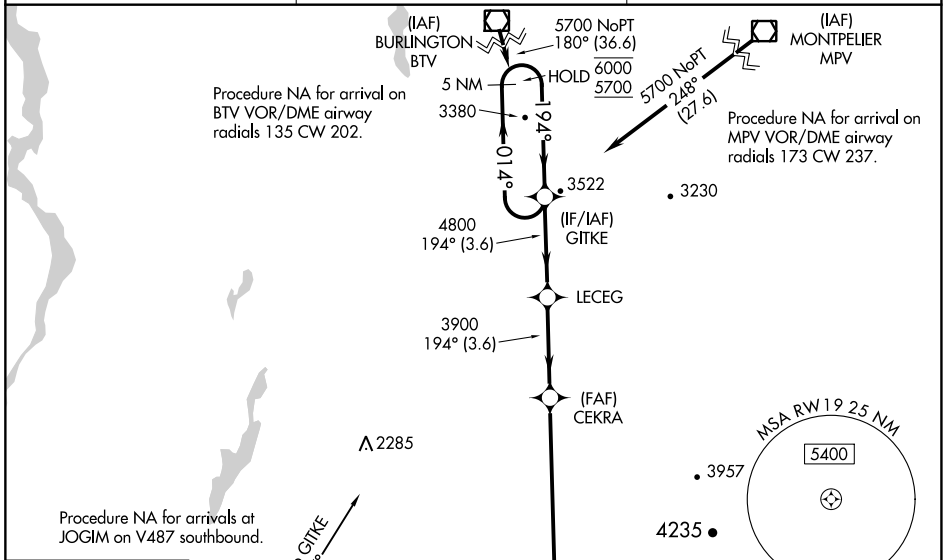 (IAF)
BURLINGTON
BTV
5700 NoPT
180° (36.6)
(IAF)
MONTPELIER
MPV
5 NM
HOLD
6000
5700
5700 NoPT
248°
(27.6)
Procedure NA for arrival on
BTV VOR/DME airway
radials 135 CW 202.
3380
194°
014°
Procedure NA for arrival on
MPV VOR/DME airway
radials 173 CW 237.
3522
3230
(IF/IAF)
GITKE
4800
194° (3.6)
LECEG
3900
194° (3.6)
(FAF)
CEKRA
2285
MSA RW19 25 NM
5400
3957
4235
Procedure NA for arrivals at
JOGIM on V487 southbound.
GITKE